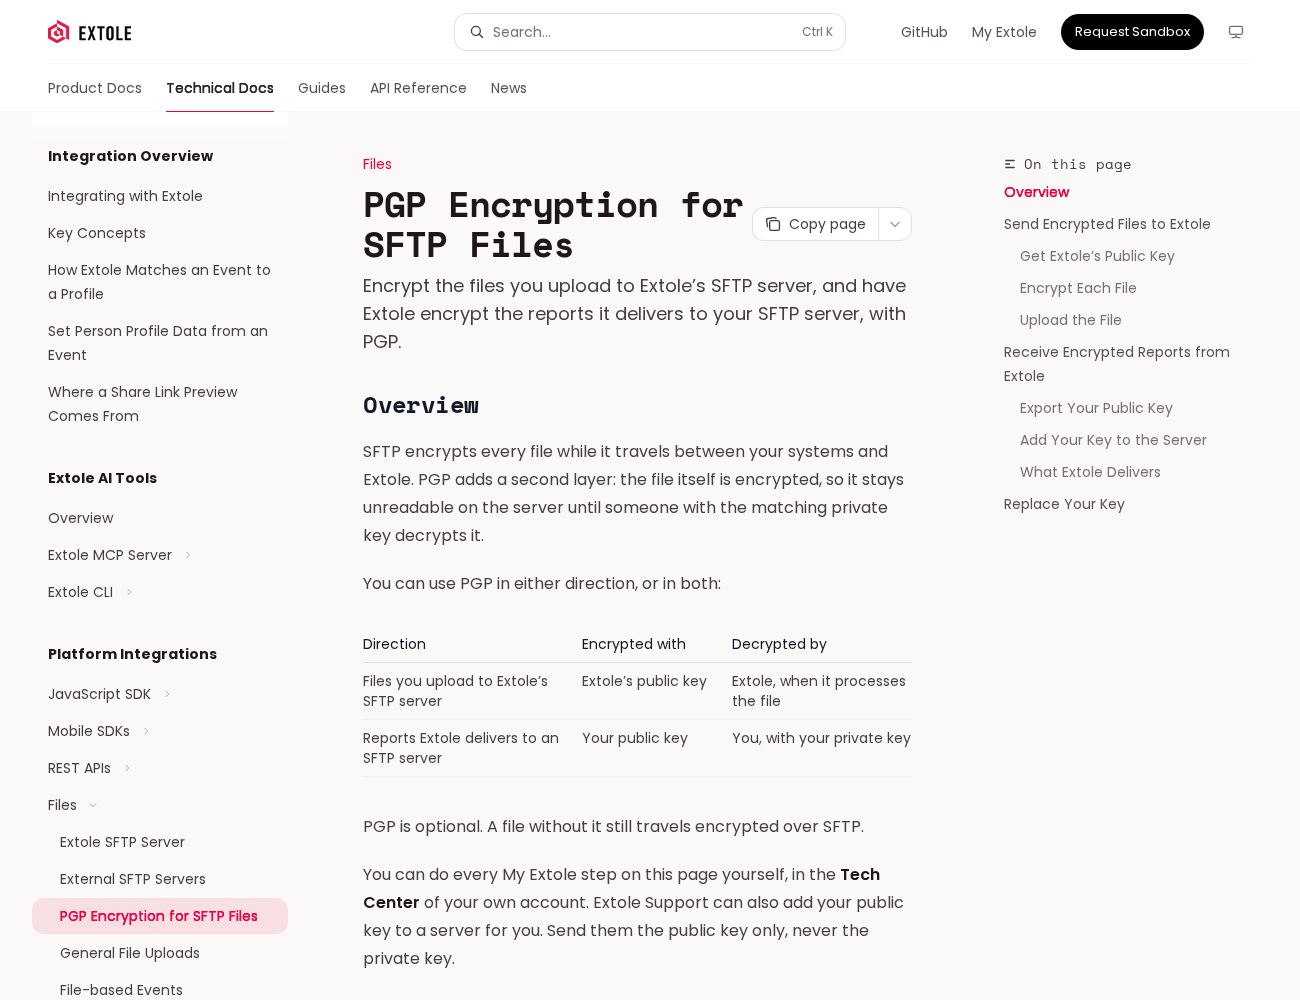 EXTOLE
Search...
Ctrl K
GitHub
My Extole
Request Sandbox
Product Docs
Technical Docs
Guides
API Reference
News
Integration Overview
Integrating with Extole
Key Concepts
How Extole Matches an Event to
a Profile
Set Person Profile Data from an
Event
Where a Share Link Preview
Comes From
Extole AI Tools
Overview
Extole MCP Server
Extole CLI
Platform Integrations
JavaScript SDK
Mobile SDKs
REST APIs
Files
Extole SFTP Server
External SFTP Servers
PGP Encryption for SFTP Files
General File Uploads
File-based Events
Files
PGP Encryption for
SFTP Files
Copy page
Encrypt the files you upload to Extole’s SFTP server, and have
Extole encrypt the reports it delivers to your SFTP server, with
PGP.
Overview
SFTP encrypts every file while it travels between your systems and
Extole. PGP adds a second layer: the file itself is encrypted, so it stays
unreadable on the server until someone with the matching private
key decrypts it.
You can use PGP in either direction, or in both:
Direction
Encrypted with
Decrypted by
Files you upload to Extole’s
SFTP server
Extole’s public key
Extole, when it processes
the file
Reports Extole delivers to an
SFTP server
Your public key
You, with your private key
PGP is optional. A file without it still travels encrypted over SFTP.
You can do every My Extole step on this page yourself, in the Tech
Center of your own account. Extole Support can also add your public
key to a server for you. Send them the public key only, never the
private key.
On this page
Overview
Send Encrypted Files to Extole
Get Extole’s Public Key
Encrypt Each File
Upload the File
Receive Encrypted Reports from
Extole
Export Your Public Key
Add Your Key to the Server
What Extole Delivers
Replace Your Key